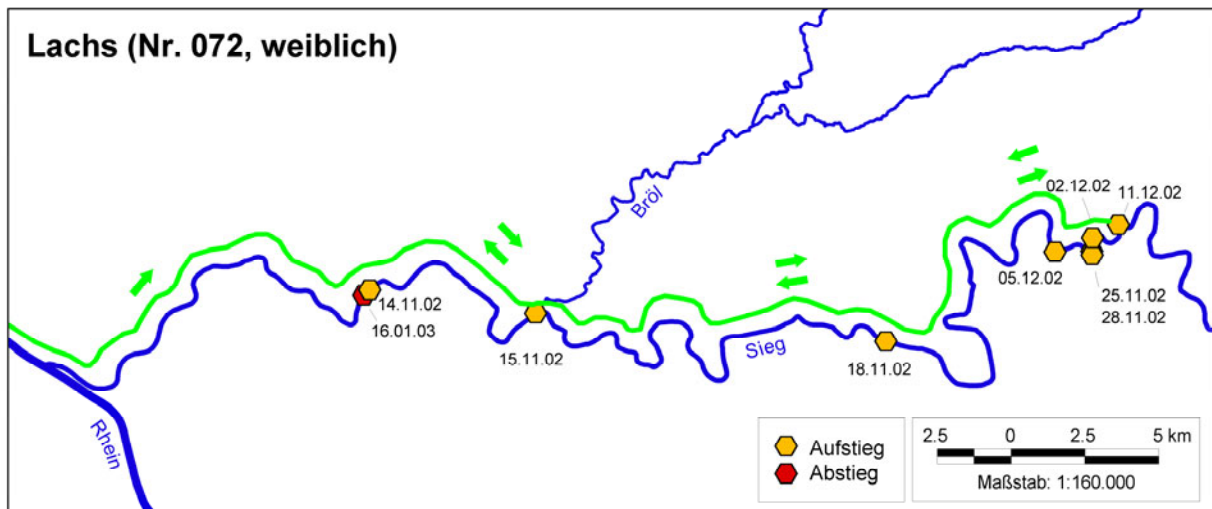 Lachs (Nr. 072, weiblich)
02.12.02
11.12.02
Bröl
05.12.02
14.11.02
16.01.03
25.11.02
28.11.02
15.11.02
Sieg
18.11.02
Rhein
Aufstieg
Abstieg
2.5 0 2.5 5 km
Maßstab: 1:160.000